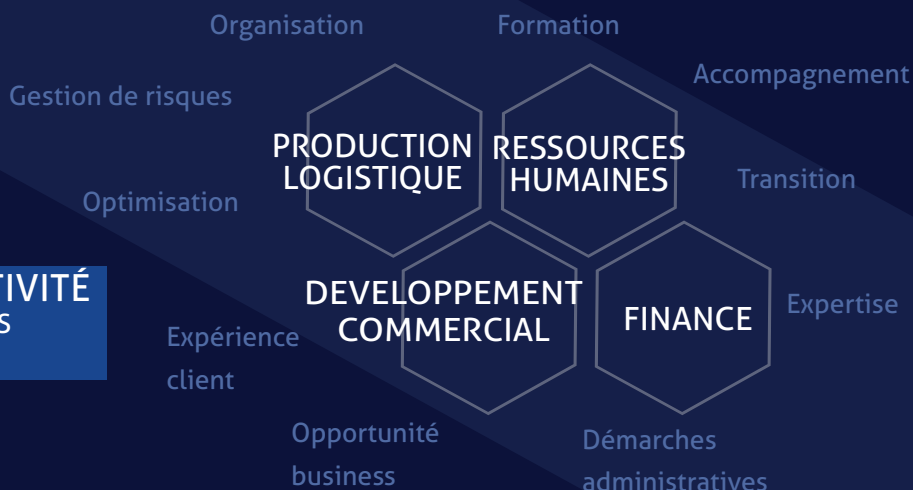 Organisation
Formation
Accompagnement
Gestion de risques
PRODUCTION
LOGISTIQUE
RESSOURCES
HUMAINES
Transition
Optimisation
DEVELOPPEMENT
COMMERCIAL
FINANCE
Expertise
Expérience
client
Opportunité
business
Démarches
administratives